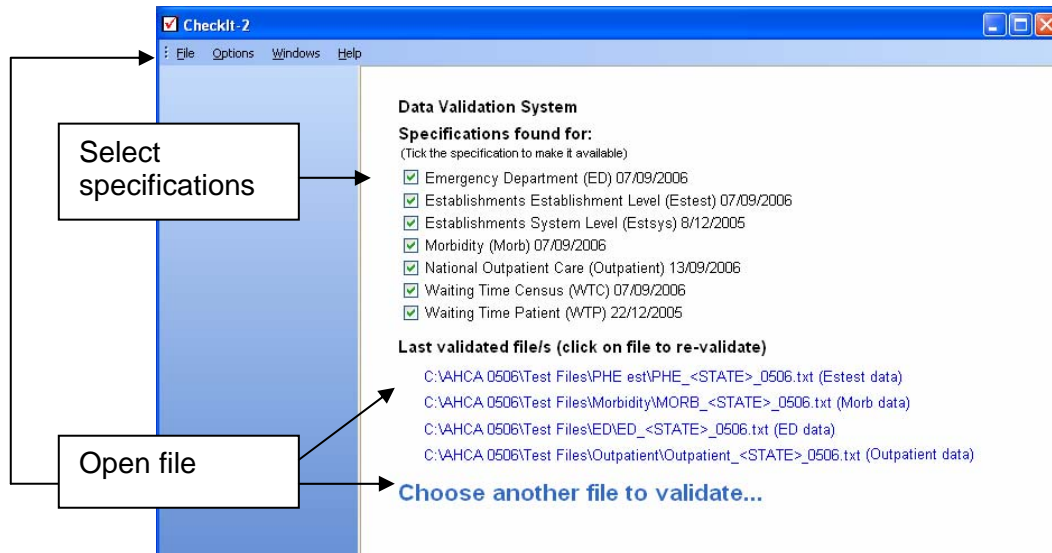 CheckIt-2
File Options Windows Help
Data Validation System
Specifications found for:
(Tick the specification to make it available)
Select
specifications
Emergency Department (ED) 07/09/2006
Establishments Establishment Level (Estest) 07/09/2006
Establishments System Level (Estsys) 8/12/2005
Morbidity (Morb) 07/09/2006
National Outpatient Care (Outpatient) 13/09/2006
Waiting Time Census (WTC) 07/09/2006
Waiting Time Patient (WTP) 22/12/2005
Last validated file/s (click on file to re-validate)
C:\AHCA 0506\Test Files\PHE est\PHE_<STATE>_0506.txt (Estest data)
C:\AHCA 0506\Test Files\Morbidity\MORB_<STATE>_0506.txt (Morb data)
C:\AHCA 0506\Test Files\ED\ED_<STATE>_0506.txt (ED data)
C:\AHCA 0506\Test Files\Outpatient\Outpatient_<STATE>_0506.txt (Outpatient data)
Open file
Choose another file to validate...